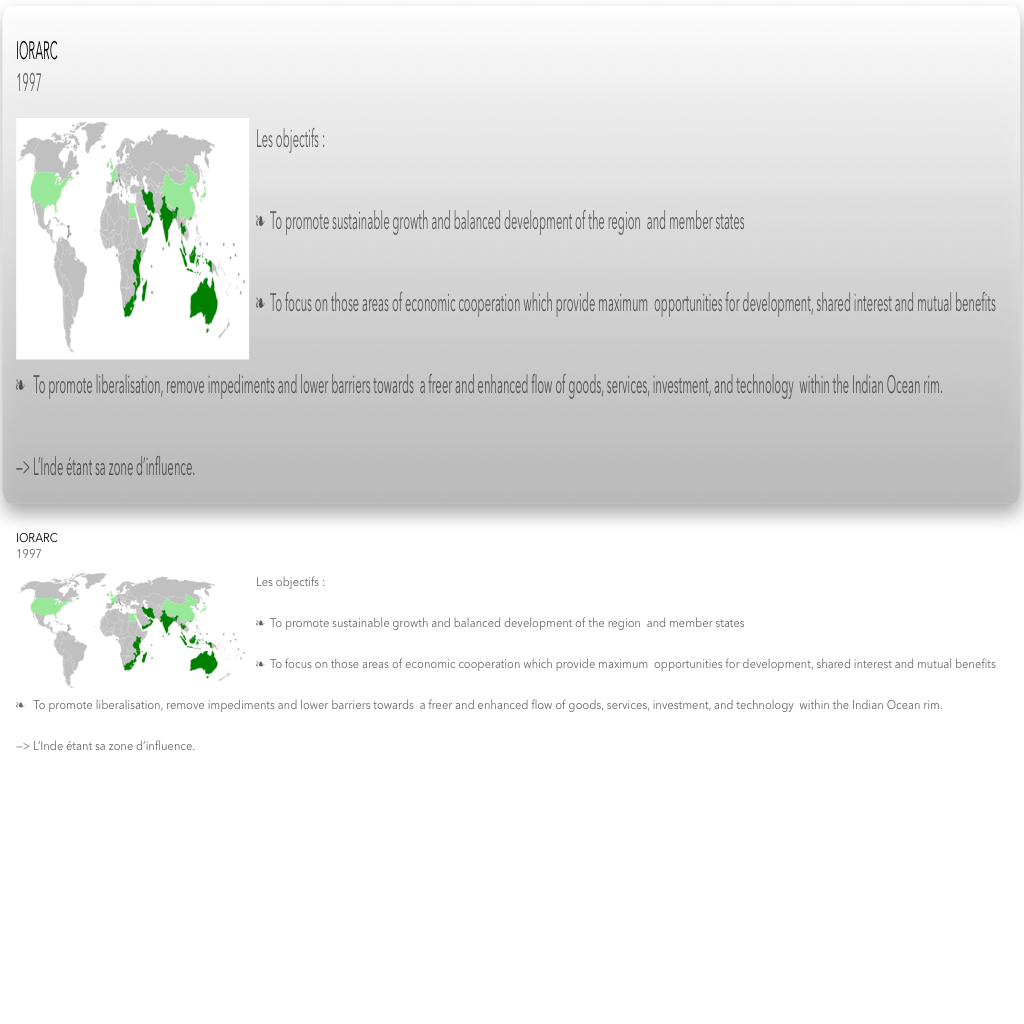 IORARC
1997
Les objectifs :
❧ To promote sustainable growth and balanced development of the region  and member states
❧ To focus on those areas of economic cooperation which provide maximum  opportunities for development, shared interest and mutual benefits
❧ To promote liberalisation, remove impediments and lower barriers towards  a freer and enhanced flow of goods, services, investment, and technology  within the Indian Ocean rim.
–> L’Inde étant sa zone d’influence.
IORARC
1997
Les objectifs :
❧ To promote sustainable growth and balanced development of the region  and member states
❧ To focus on those areas of economic cooperation which provide maximum  opportunities for development, shared interest and mutual benefits
❧ To promote liberalisation, remove impediments and lower barriers towards  a freer and enhanced flow of goods, services, investment, and technology  within the Indian Ocean rim.
–> L’Inde étant sa zone d’influence.